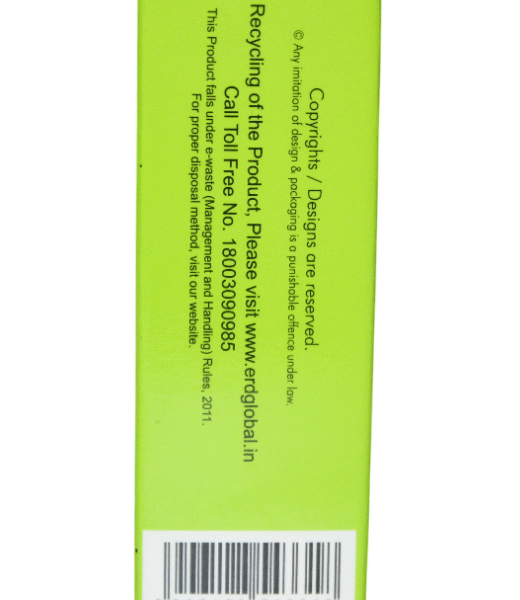 Copyrights / Designs are reserved.
© Any imitation of design & packaging is a punishable offence under law.
Recycling of the Product, Please visit www.erdglobal.in
Call Toll Free No. 18003090985
This Product falls under e-waste (Management and Handling) Rules, 2011.
For proper disposal method, visit our website.